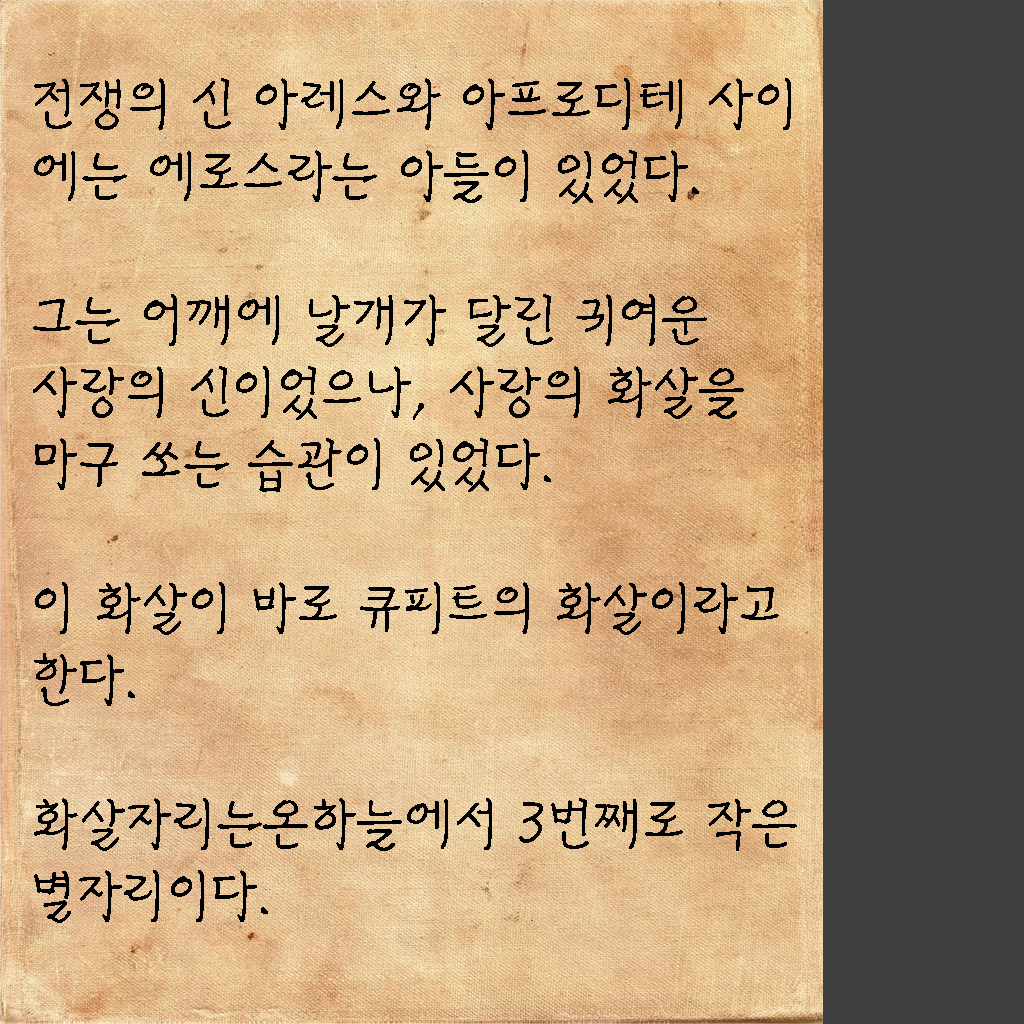 전쟁의 신 아레스와 아프로디테 사이
에는 에로스라는 아들이 있었다.
그는 어깨에 날개가 달린 귀여운
사랑의 신이었으나, 사랑의 화살을
마구 쏘는 습관이 있었다.
이 화살이 바로 큐피트의 화살이라고
한다.
화살자리는온하늘에서 3번째로 작은
별자리이다.